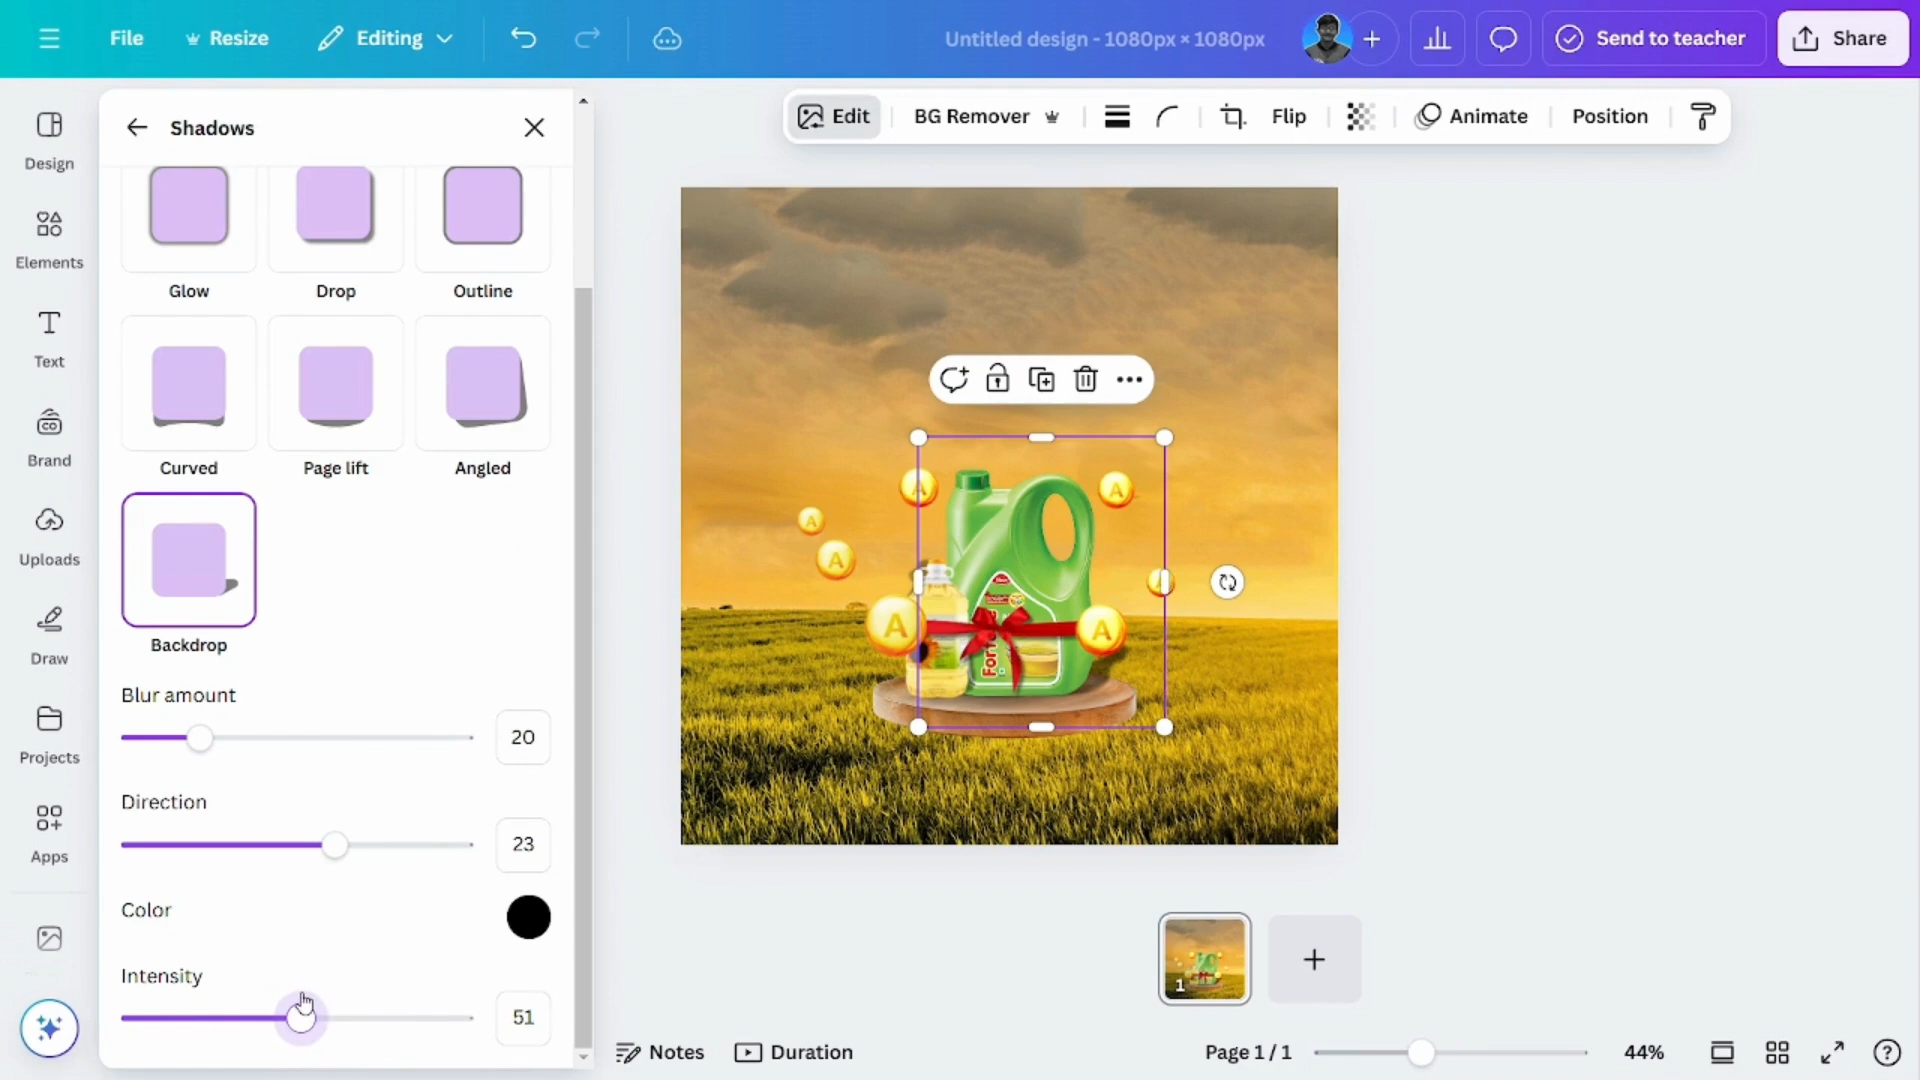 File
Resize
Editing
Untitled design - 1080px × 1080px
Send to teacher
Share
Design
Elements
Text
Brand
Uploads
Draw
Projects
Apps
Shadows
Glow
Drop
Outline
Curved
Page lift
Angled
Backdrop
Blur amount
20
Direction
23
Color
Intensity
51
Edit
BG Remover
Flip
Animate
Position
A
A
A
A
A
A
1
Notes
Duration
Page 1 / 1
44%